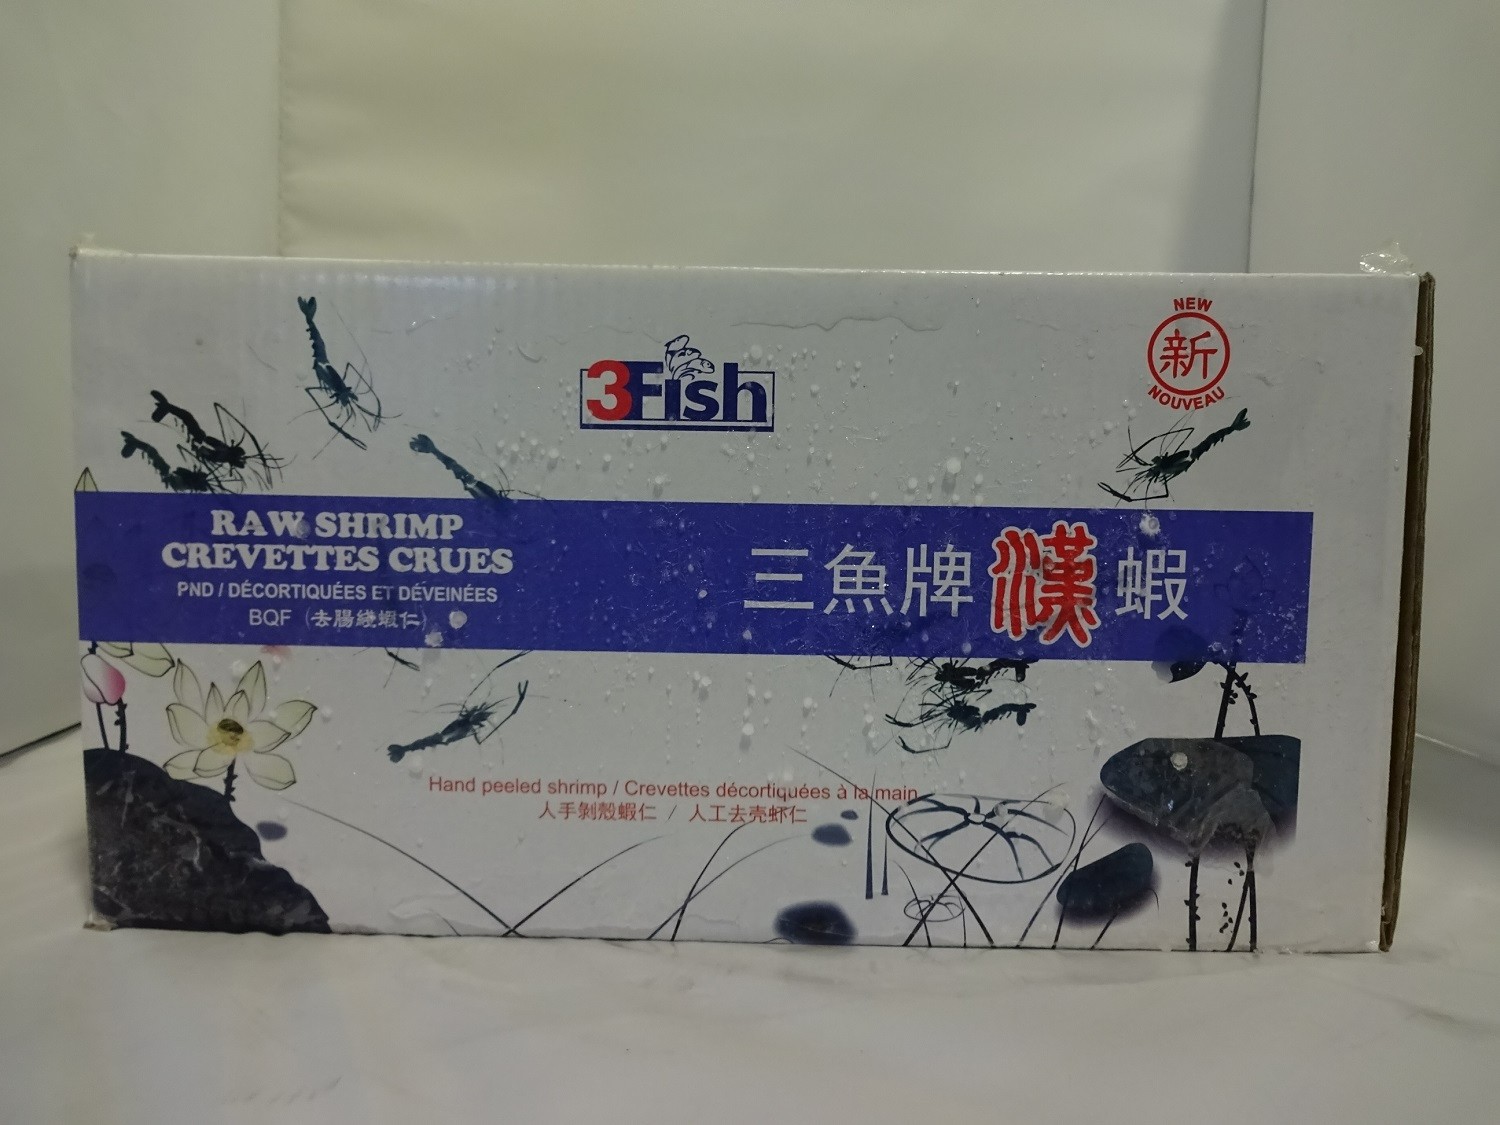 3Fish
NEW
新
NOUVEAU
RAW SHRIMP
CREVETTES CRUES
PND / DÉCORTIQUÉES ET DÉVEINÉES
BQF (去腸綫蝦仁)
三魚牌漢蝦
Hand peeled shrimp / Crevettes décortiquées à la main
人手剝殼蝦仁 / 人工去壳虾仁